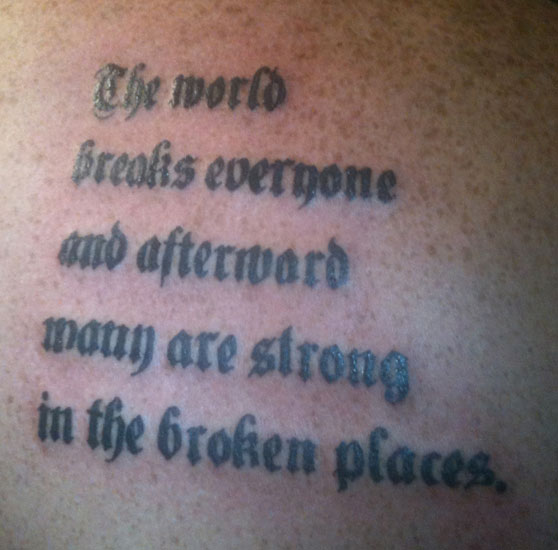 The world
breaks everyone
and afterward
many are strong
in the broken places.